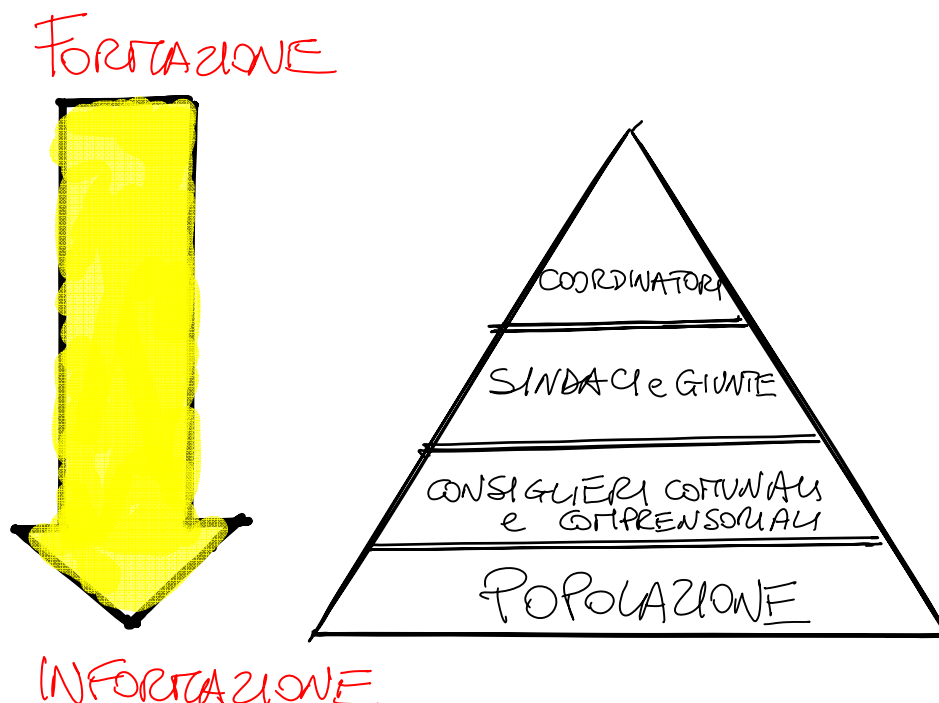 FORMAZIONE
COORDINATORI
SINDACI e GIUNTE
CONSIGLIERI COMUNALI
e COMPRENSORIALI
POPOLAZIONE
INFORMAZIONE